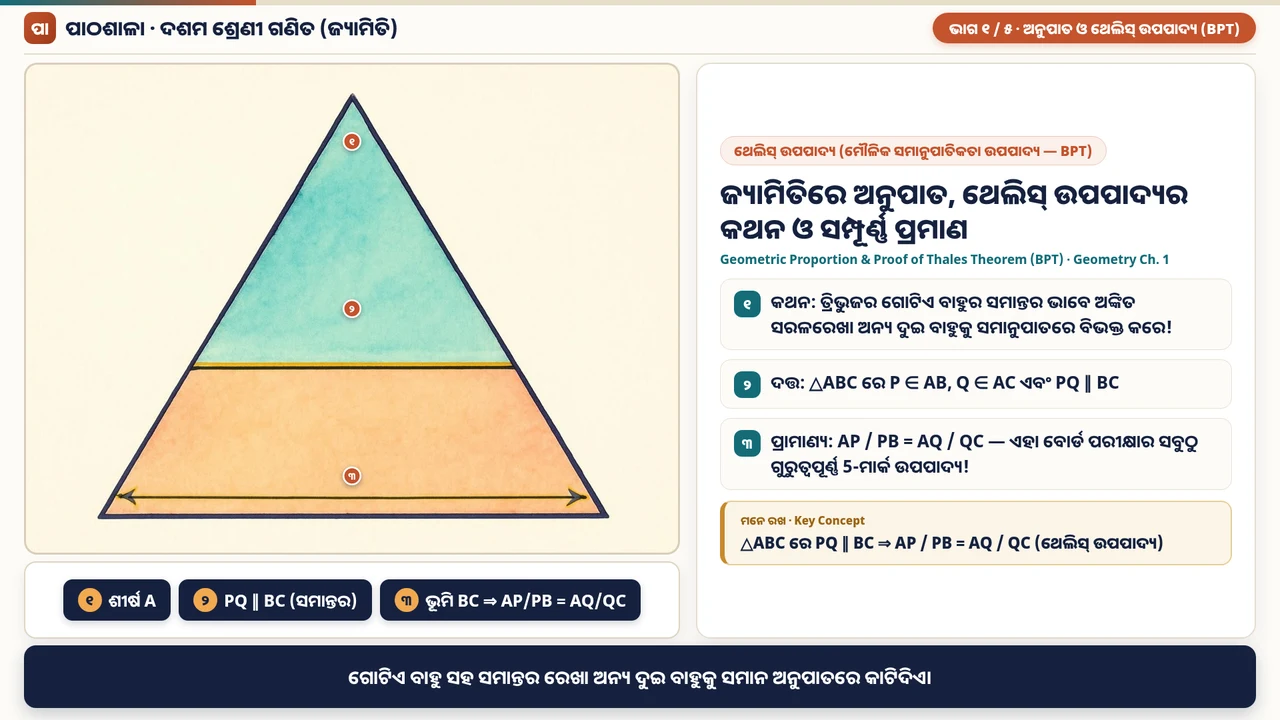 ପା ପାଠଶାଳା · ଦଶମ ଶ୍ରେଣୀ ଗଣିତ (ଜ୍ୟାମିତି)
ଭାଗ ୧ / ୫ · ଅନୁପାତ ଓ ଥେଲିସ୍ ଉପପାଦ୍ୟ (BPT)
୧
୨
୩
୧ ଶୀର୍ଷ A
୨ PQ ∥ BC (ସମାନ୍ତର)
୩ ଭୂମି BC ⇒ AP/PB = AQ/QC
ଥେଲିସ୍ ଉପପାଦ୍ୟ (ମୌଳିକ ସମାନୁପାତିକତା ଉପପାଦ୍ୟ — BPT)
ଜ୍ୟାମିତିରେ ଅନୁପାତ, ଥେଲିସ୍ ଉପପାଦ୍ୟର
କଥନ ଓ ସମ୍ପୂର୍ଣ୍ଣ ପ୍ରମାଣ
Geometric Proportion & Proof of Thales Theorem (BPT) · Geometry Ch. 1
୧ କଥନ: ତ୍ରିଭୁଜର ଗୋଟିଏ ବାହୁର ସମାନ୍ତର ଭାବେ ଅଙ୍କିତ
ସରଳରେଖା ଅନ୍ୟ ଦୁଇ ବାହୁକୁ ସମାନୁପାତରେ ବିଭକ୍ତ କରେ!
୨ ଦତ୍ତ: △ABC ରେ P ∈ AB, Q ∈ AC ଏବଂ PQ ∥ BC
୩ ପ୍ରାମାଣ୍ୟ: AP / PB = AQ / QC — ଏହା ବୋର୍ଡ ପରୀକ୍ଷାର ସବୁଠୁ
ଗୁରୁତ୍ୱପୂର୍ଣ୍ଣ 5-ମାର୍କ ଉପପାଦ୍ୟ!
ମନେ ରଖ · Key Concept
△ABC ରେ PQ ∥ BC ⇒ AP / PB = AQ / QC (ଥେଲିସ୍ ଉପପାଦ୍ୟ)
ଗୋଟିଏ ବାହୁ ସହ ସମାନ୍ତର ରେଖା ଅନ୍ୟ ଦୁଇ ବାହୁକୁ ସମାନ ଅନୁପାତରେ କାଟିଦିଏ।